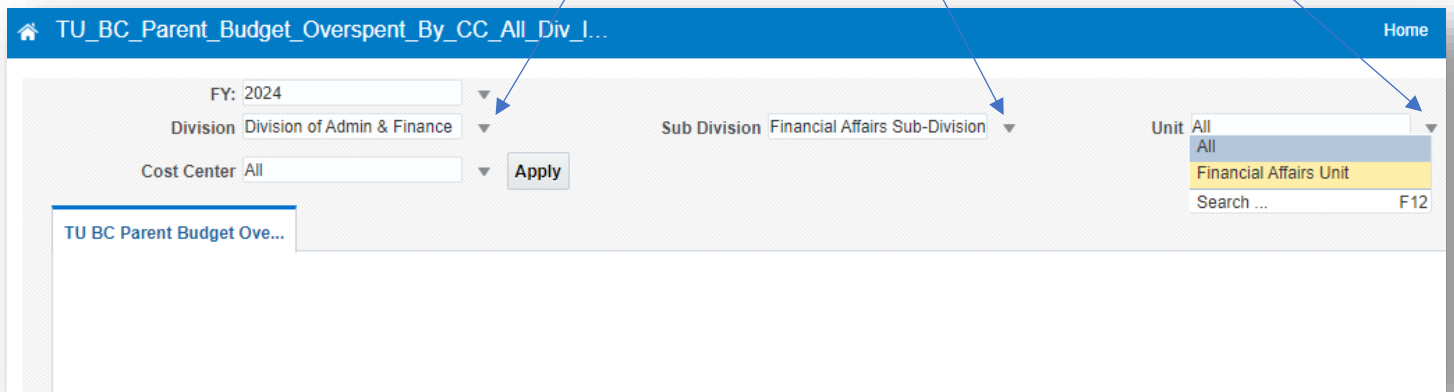 TU_BC_Parent_Budget_Overspent_By_CC_All_Div_I... Home
FY: 2024
Division Division of Admin & Finance Sub Division Financial Affairs Sub-Division Unit All
All
Cost Center All Apply Financial Affairs Unit
Search ... F12
TU BC Parent Budget Ove...